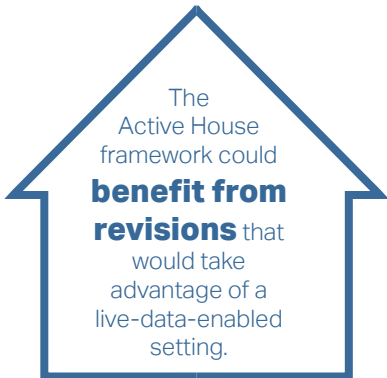 The
Active House
framework could
benefit from
revisions that
would take
advantage of a
live-data-enabled
setting.